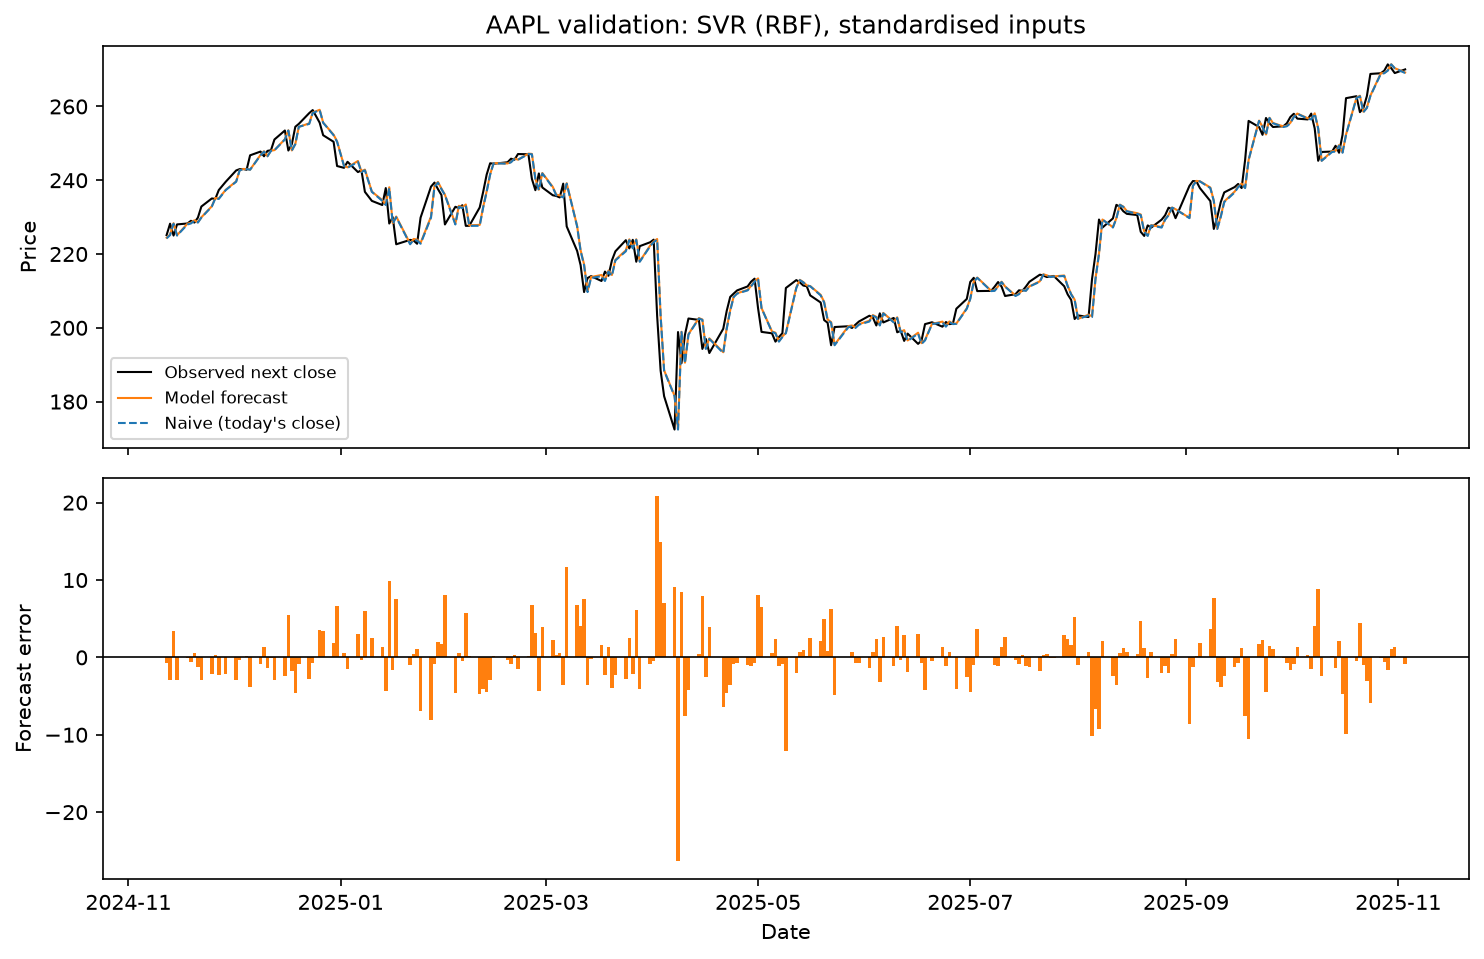 AAPL validation: SVR (RBF), standardised inputs
Price
260
240
220
200
180
Observed next close
Model forecast
Naive (today's close)
Forecast error
20
10
0
−10
−20
2024-11
2025-01
2025-03
2025-05
2025-07
2025-09
2025-11
Date